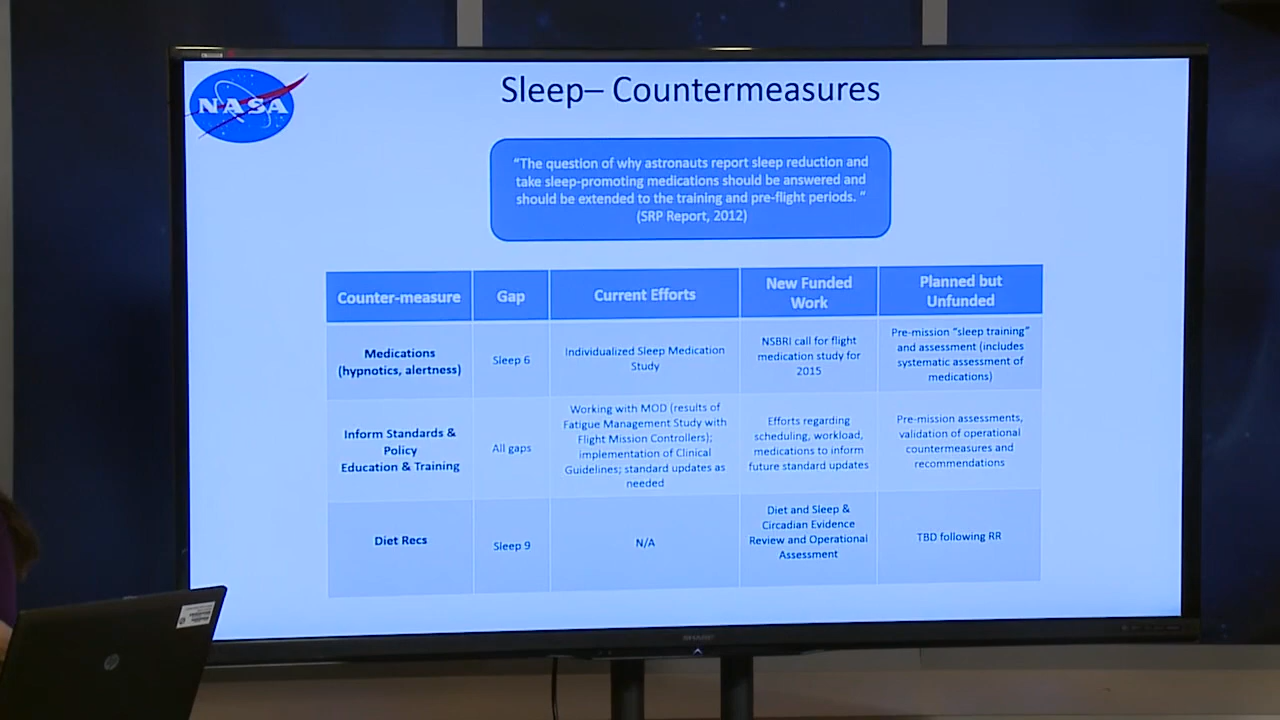 NASA
Sleep– Countermeasures
“The question of why astronauts report sleep reduction and
take sleep-promoting medications should be answered and
should be extended to the training and pre-flight periods. “
(SRP Report, 2012)
Counter-measure
Gap
Current Efforts
New Funded
Work
Planned but
Unfunded
Medications
(hypnotics, alertness)
Sleep 6
Individualized Sleep Medication
Study
NSBRI call for flight
medication study for
2015
Pre-mission “sleep training”
and assessment (includes
systematic assessment of
medications)
Inform Standards &
Policy
Education & Training
All gaps
Working with MOD (results of
Fatigue Management Study with
Flight Mission Controllers);
implementation of Clinical
Guidelines; standard updates as
needed
Efforts regarding
scheduling, workload,
medications to inform
future standard updates
Pre-mission assessments,
validation of operational
countermeasures and
recommendations
Diet Recs
Sleep 9
N/A
Diet and Sleep &
Circadian Evidence
Review and Operational
Assessment
TBD following RR
SHARP
hp